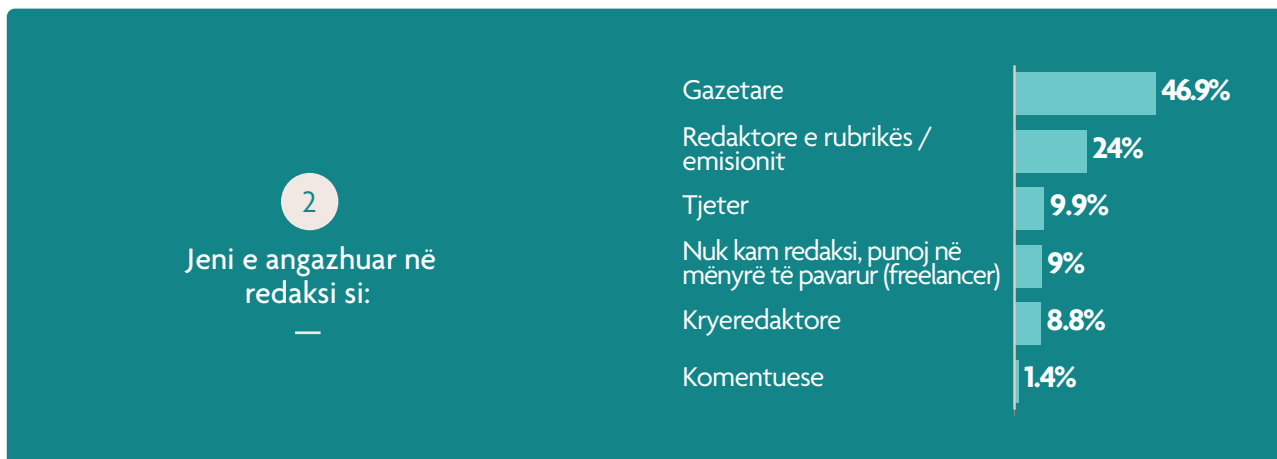 2
Jeni e angazhuar në
redaksi si:
Gazetare
46.9%
Redaktore e rubrikës /
emisionit
24%
Tjeter
9.9%
Nuk kam redaksi, punoj në
mënyrë të pavarur (freelancer)
9%
Kryeredaktore
8.8%
Komentuese
1.4%